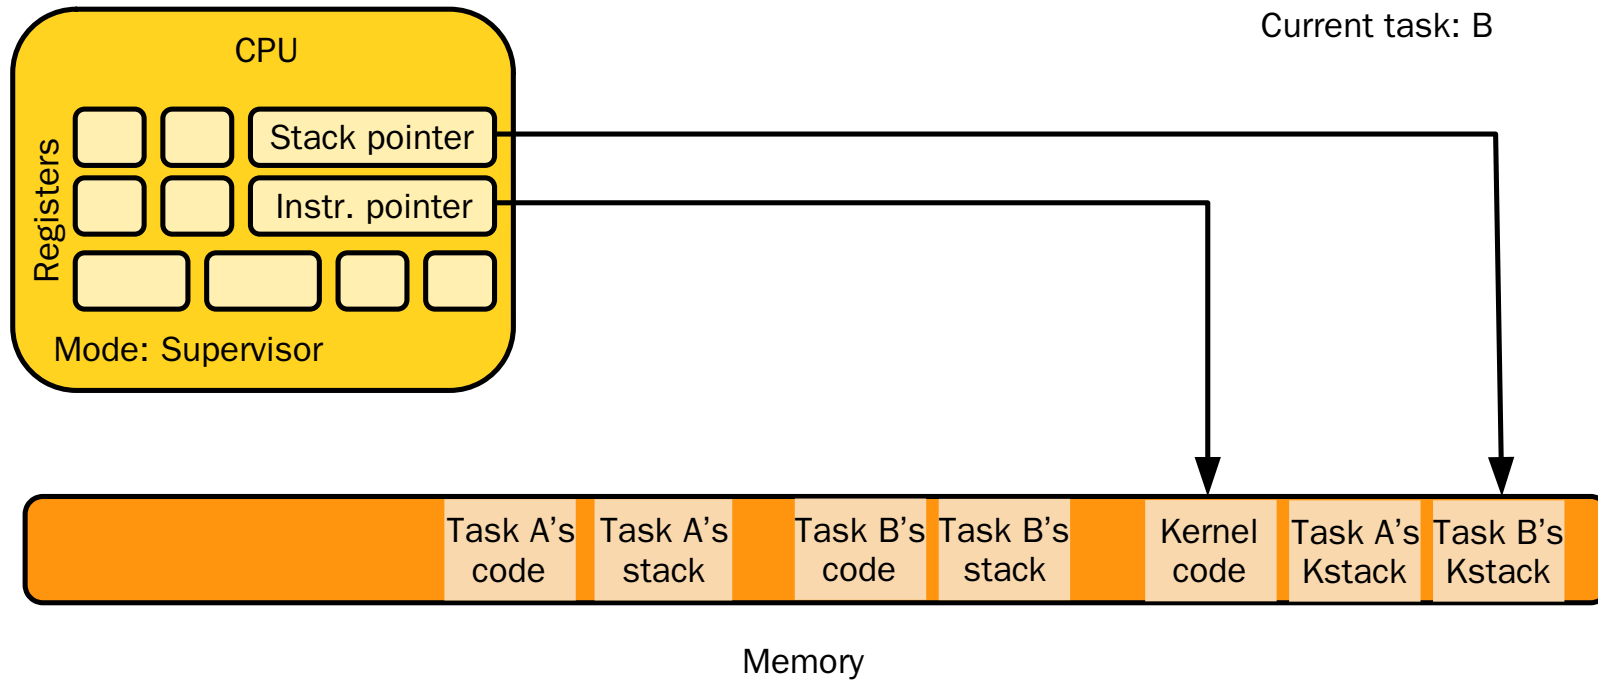 Current task: B
CPU
Registers
Stack pointer
Instr. pointer
Mode: Supervisor
Task A’s
code
Task A’s
stack
Task B’s
code
Task B’s
stack
Kernel
code
Task A’s
Kstack
Task B’s
Kstack
Memory